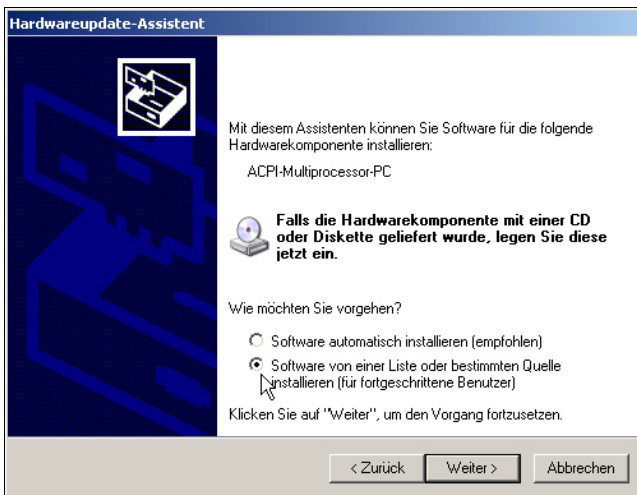 Hardwareupdate-Assistent
Mit diesem Assistenten können Sie Software für die folgende
Hardwarekomponente installieren:
ACPI-Multiprocessor-PC
Falls die Hardwarekomponente mit einer CD
oder Diskette geliefert wurde, legen Sie diese
jetzt ein.
Wie möchten Sie vorgehen?
Software automatisch installieren (empfohlen)
Software von einer Liste oder bestimmten Quelle
installieren (für fortgeschrittene Benutzer)
Klicken Sie auf "Weiter", um den Vorgang fortzusetzen.
< Zurück Weiter > Abbrechen